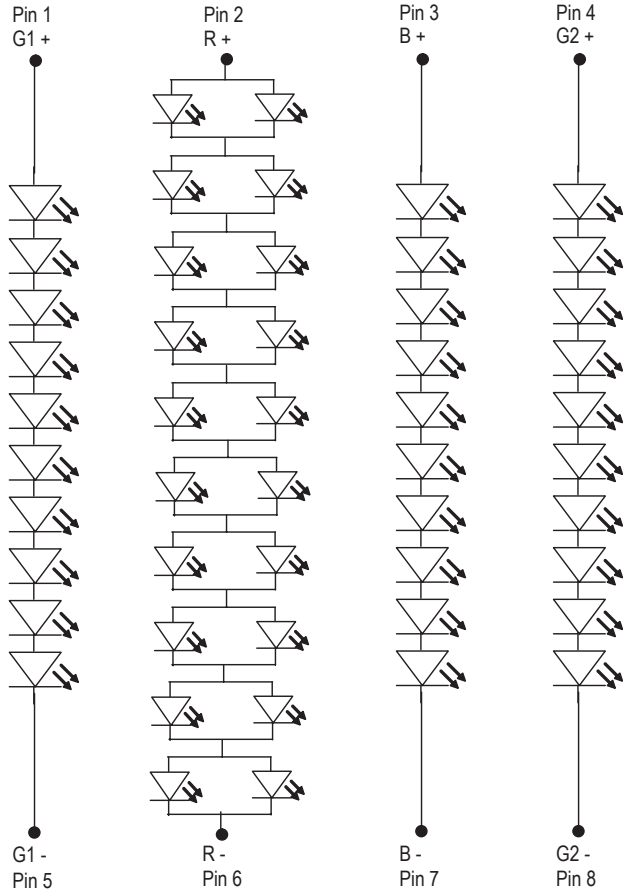 Pin 1
G1 +
Pin 2
R +
Pin 3
B +
Pin 4
G2 +
G1 -
Pin 5
R -
Pin 6
B -
Pin 7
G2 -
Pin 8